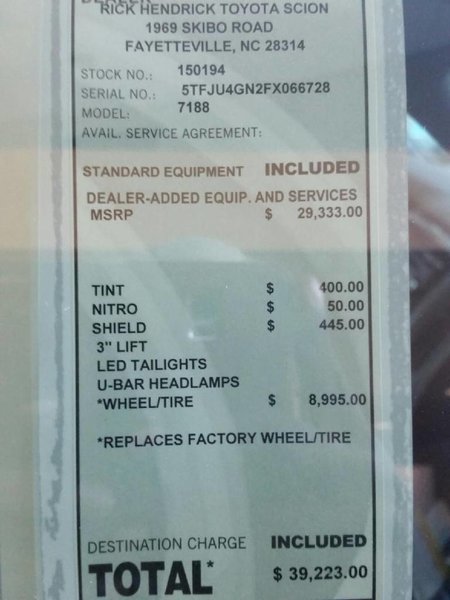 RICK HENDRICK TOYOTA SCION
1969 SKIBO ROAD
FAYETTEVILLE, NC 28314
STOCK NO.: 150194
SERIAL NO.: 5TFJU4GN2FX066728
MODEL: 7188
AVAIL. SERVICE AGREEMENT:
STANDARD EQUIPMENT INCLUDED
DEALER-ADDED EQUIP. AND SERVICES
MSRP $ 29,333.00
TINT $ 400.00
NITRO $ 50.00
SHIELD $ 445.00
3" LIFT
LED TAILIGHTS
U-BAR HEADLAMPS
*WHEEL/TIRE $ 8,995.00
*REPLACES FACTORY WHEEL/TIRE
DESTINATION CHARGE INCLUDED
TOTAL* $ 39,223.00